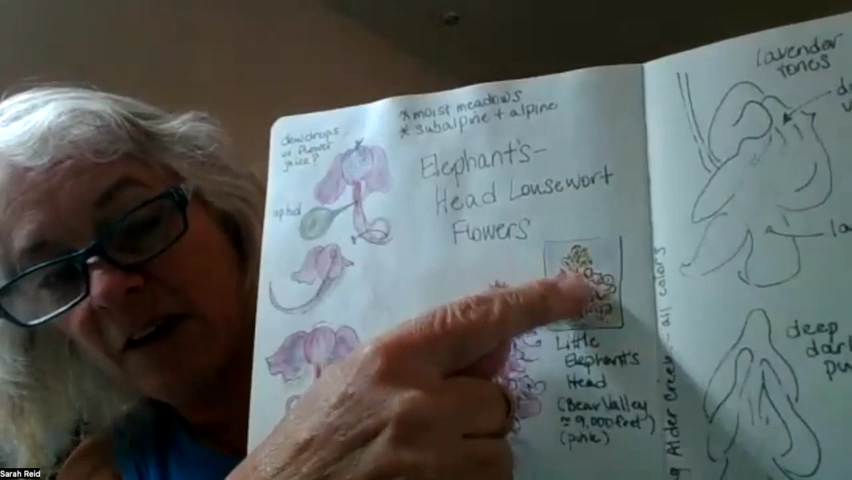 * moist meadows
* subalpine + alpine
dewdrops
or flower
juice?
Elephant's-
Head Lousewort
Flowers
aphid
Little
Elephant's
Head
(Bear Valley
≈ 9,000 feet)
(pink)
lavender
tones
Alder Creek - all colors
deep
dark
Sarah Reid